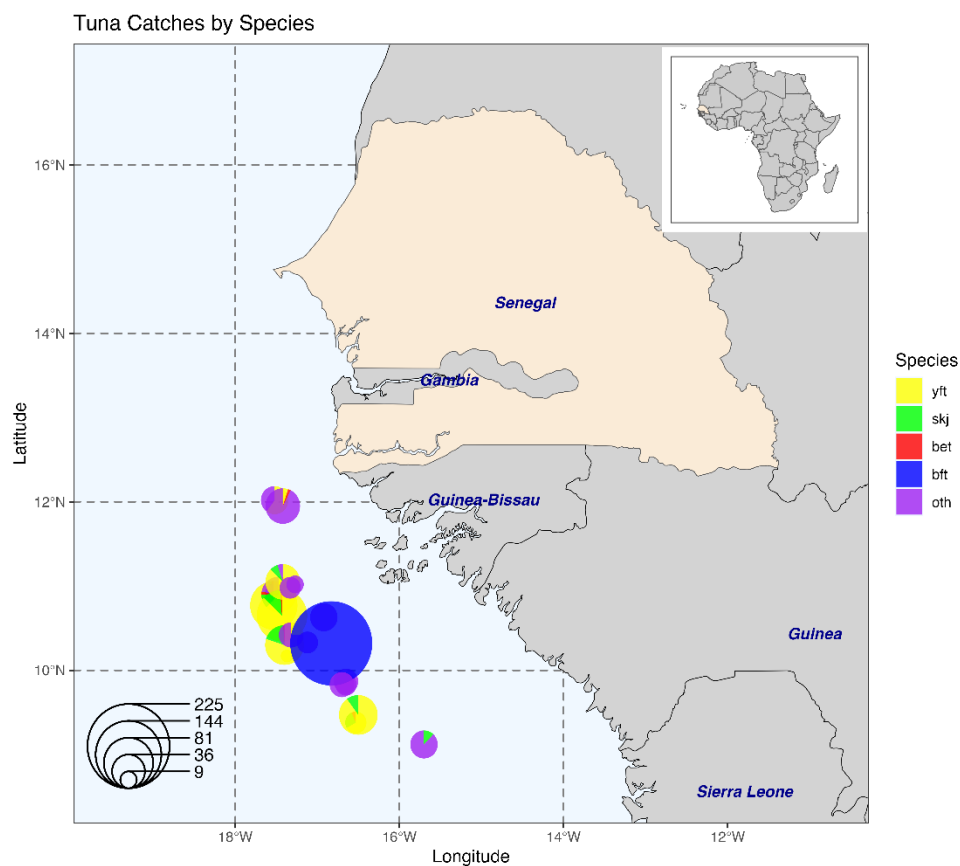 Tuna Catches by Species
16°N
14°N
12°N
10°N
Latitude
Senegal
Gambia
Guinea-Bissau
Guinea
Sierra Leone
225
144
81
36
9
18°W
16°W
14°W
12°W
Longitude
Species
yft
skj
bet
bft
oth